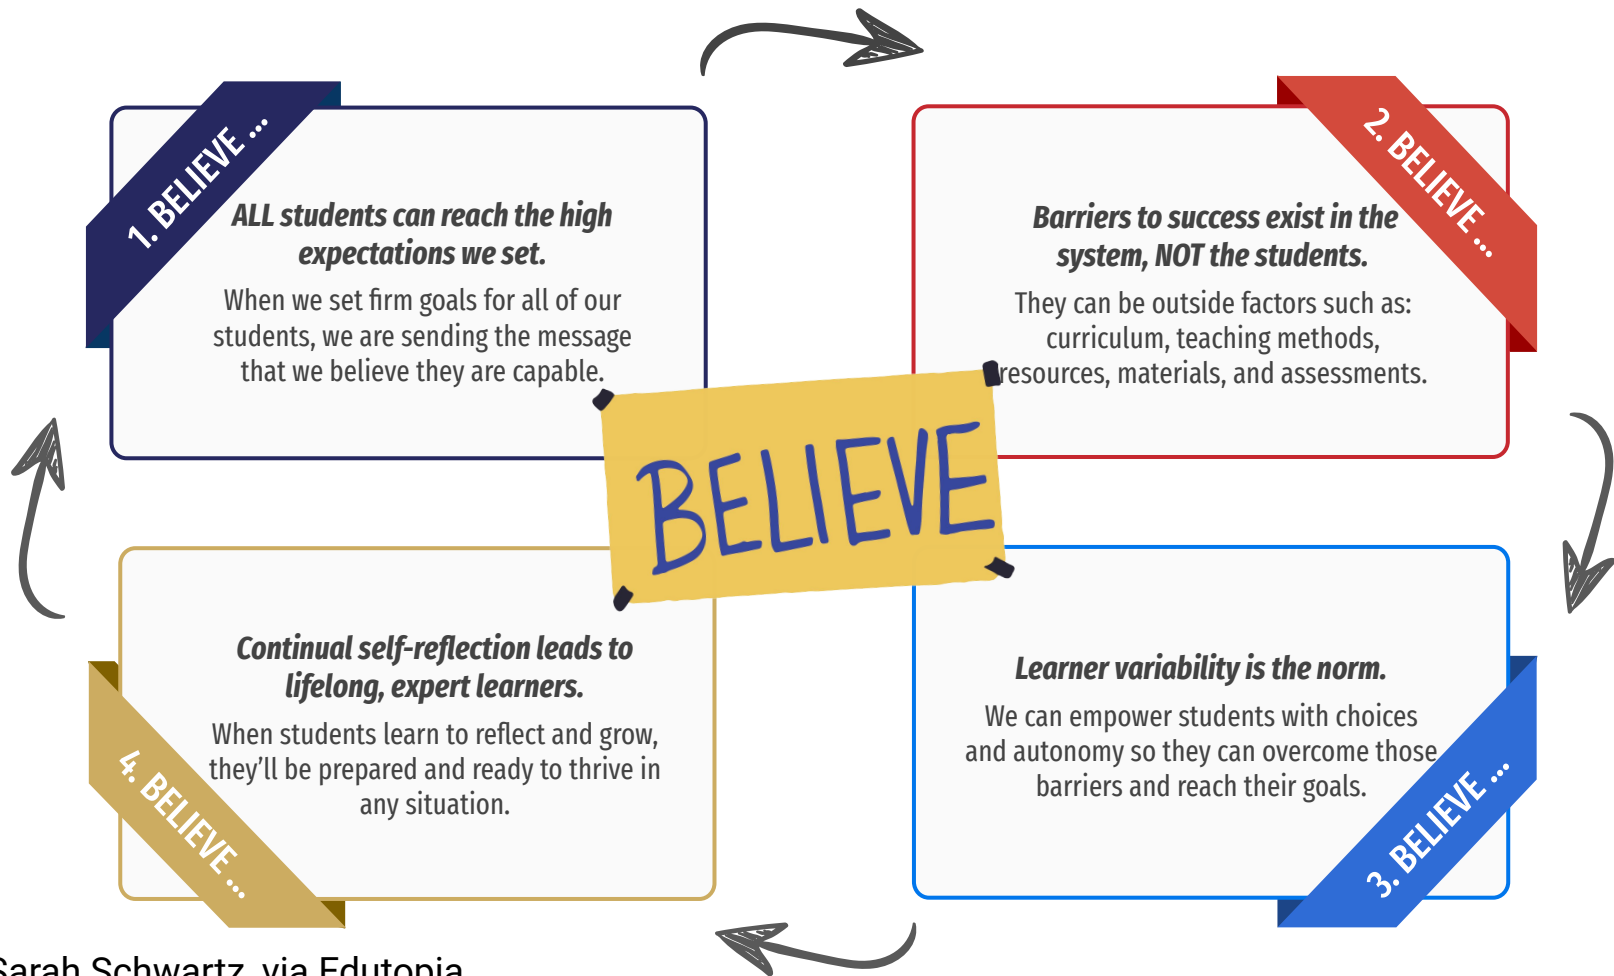 1. BELIEVE ...
ALL students can reach the high
expectations we set.
When we set firm goals for all of our
students, we are sending the message
that we believe they are capable.
2. BELIEVE ...
Barriers to success exist in the
system, NOT the students.
They can be outside factors such as:
curriculum, teaching methods,
resources, materials, and assessments.
BELIEVE
3. BELIEVE ...
Learner variability is the norm.
We can empower students with choices
and autonomy so they can overcome those
barriers and reach their goals.
4. BELIEVE ...
Continual self-reflection leads to
lifelong, expert learners.
When students learn to reflect and grow,
they’ll be prepared and ready to thrive in
any situation.
Sarah Schwartz, via Edutopia